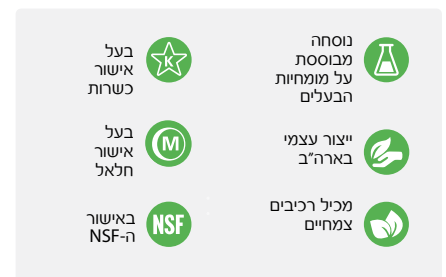 נוסחה
מבוססת
על מומחיות
הבעלים
ייצור עצמי
בארה״ב
מכיל רכיבים
צמחיים
K
בעל
אישור
כשרות
M
בעל
אישור
חלאל
NSF
באישור
ה-NSF